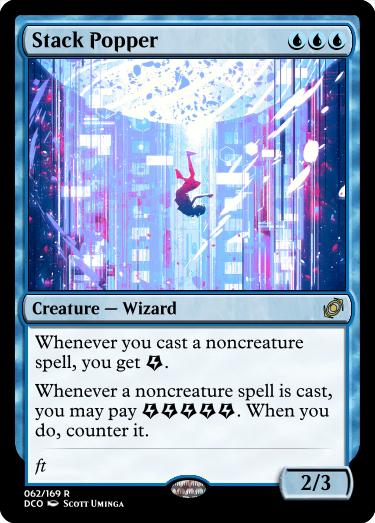 Stack Popper
Creature — Wizard
Whenever you cast a noncreature
spell, you get .
Whenever a noncreature spell is cast,
you may pay . When you
do, counter it.
ft
2/3
062/169 R
DCO Scott Uminga